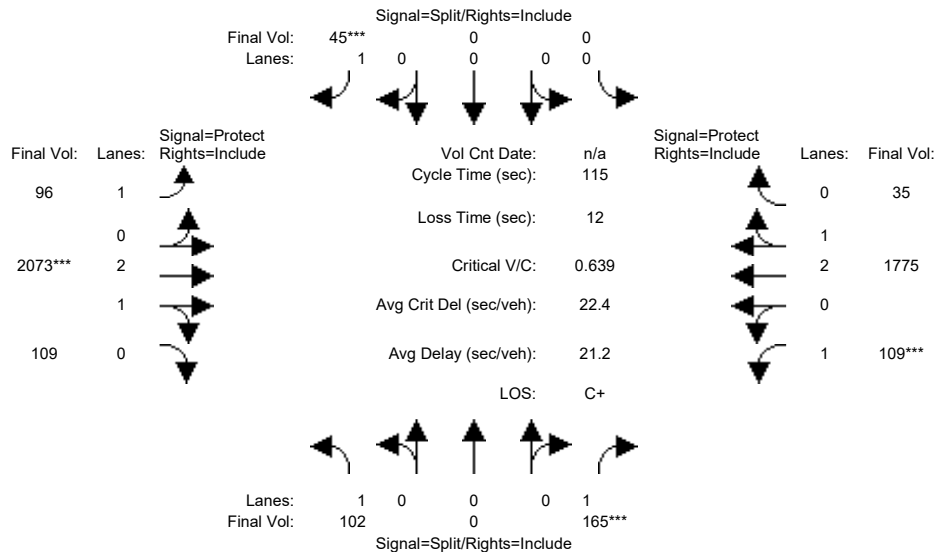 Signal=Split/Rights=Include
Final Vol: 45*** 0 0
Lanes: 1 0 0 0 0
Signal=Protect Signal=Protect
Final Vol: Lanes: Rights=Include Vol Cnt Date: n/a Rights=Include Lanes: Final Vol:
Cycle Time (sec): 115
96 1 0 35
Loss Time (sec): 12
0 1
2073*** 2 Critical V/C: 0.639 2 1775
1 Avg Crit Del (sec/veh): 22.4 0
109 0 Avg Delay (sec/veh): 21.2 1 109***
LOS: C+
Lanes: 1 0 0 0 1
Final Vol: 102 0 165***
Signal=Split/Rights=Include